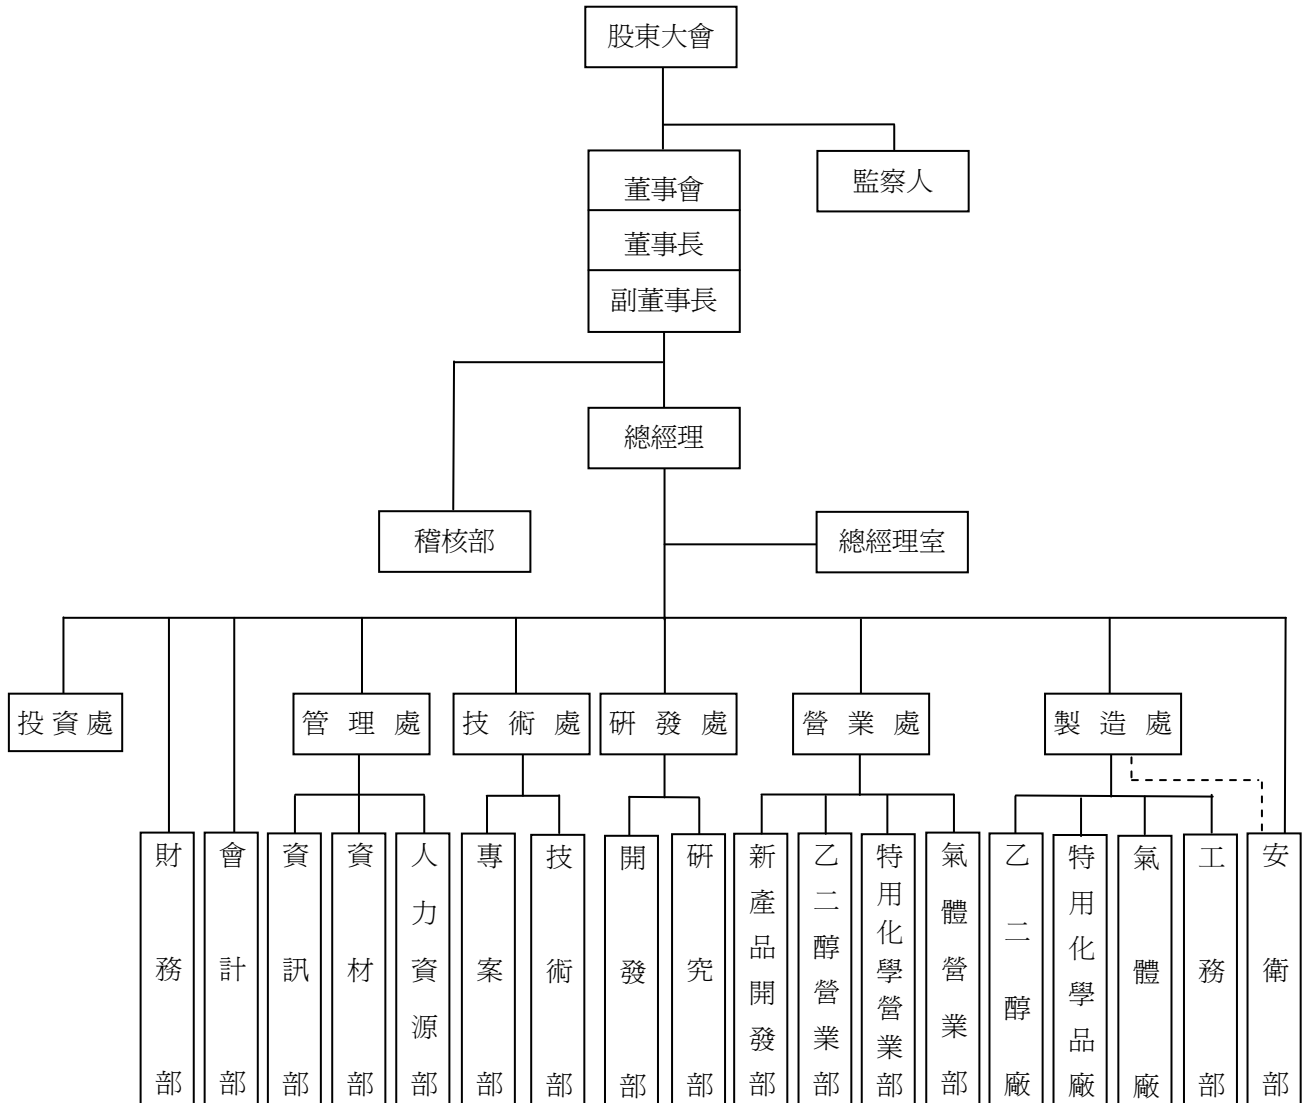 股東大會
董事會
監察人
董事長
副董事長
總經理
稽核部
總經理室
投資處
管理處
技術處
研發處
營業處
製造處
財務部
會計部
資訊部
資材部
人力資源部
專案部
技術部
開發部
研究部
新產品開發部
乙二醇營業部
特用化學營業部
氣體營業部
乙二醇廠
特用化學品廠
氣體廠
工務部
安衛部